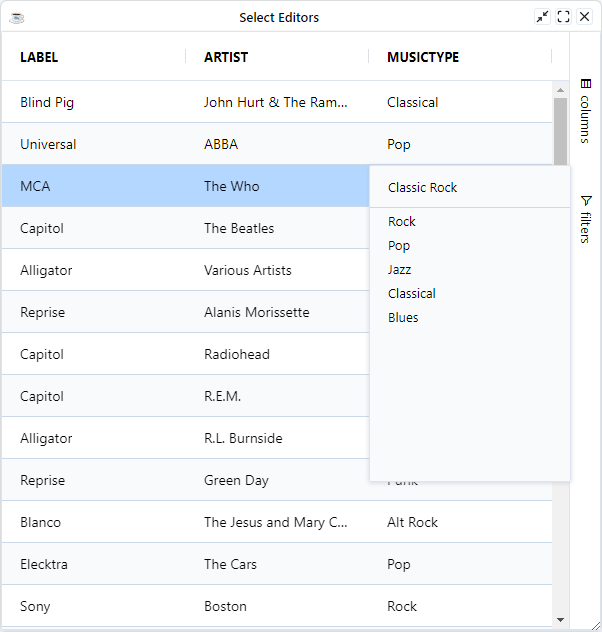 Select Editors
LABEL ARTIST MUSICTYPE
Blind Pig John Hurt & The Ram... Classical
Universal ABBA Pop
MCA The Who Classic Rock
Capitol The Beatles Rock
Pop
Alligator Various Artists Jazz
Classical
Reprise Alanis Morissette Blues
Capitol Radiohead
Capitol R.E.M.
Alligator R.L. Burnside
Reprise Green Day Punk
Blanco The Jesus and Mary C... Alt Rock
Elecktra The Cars Pop
Sony Boston Rock
columns
filters